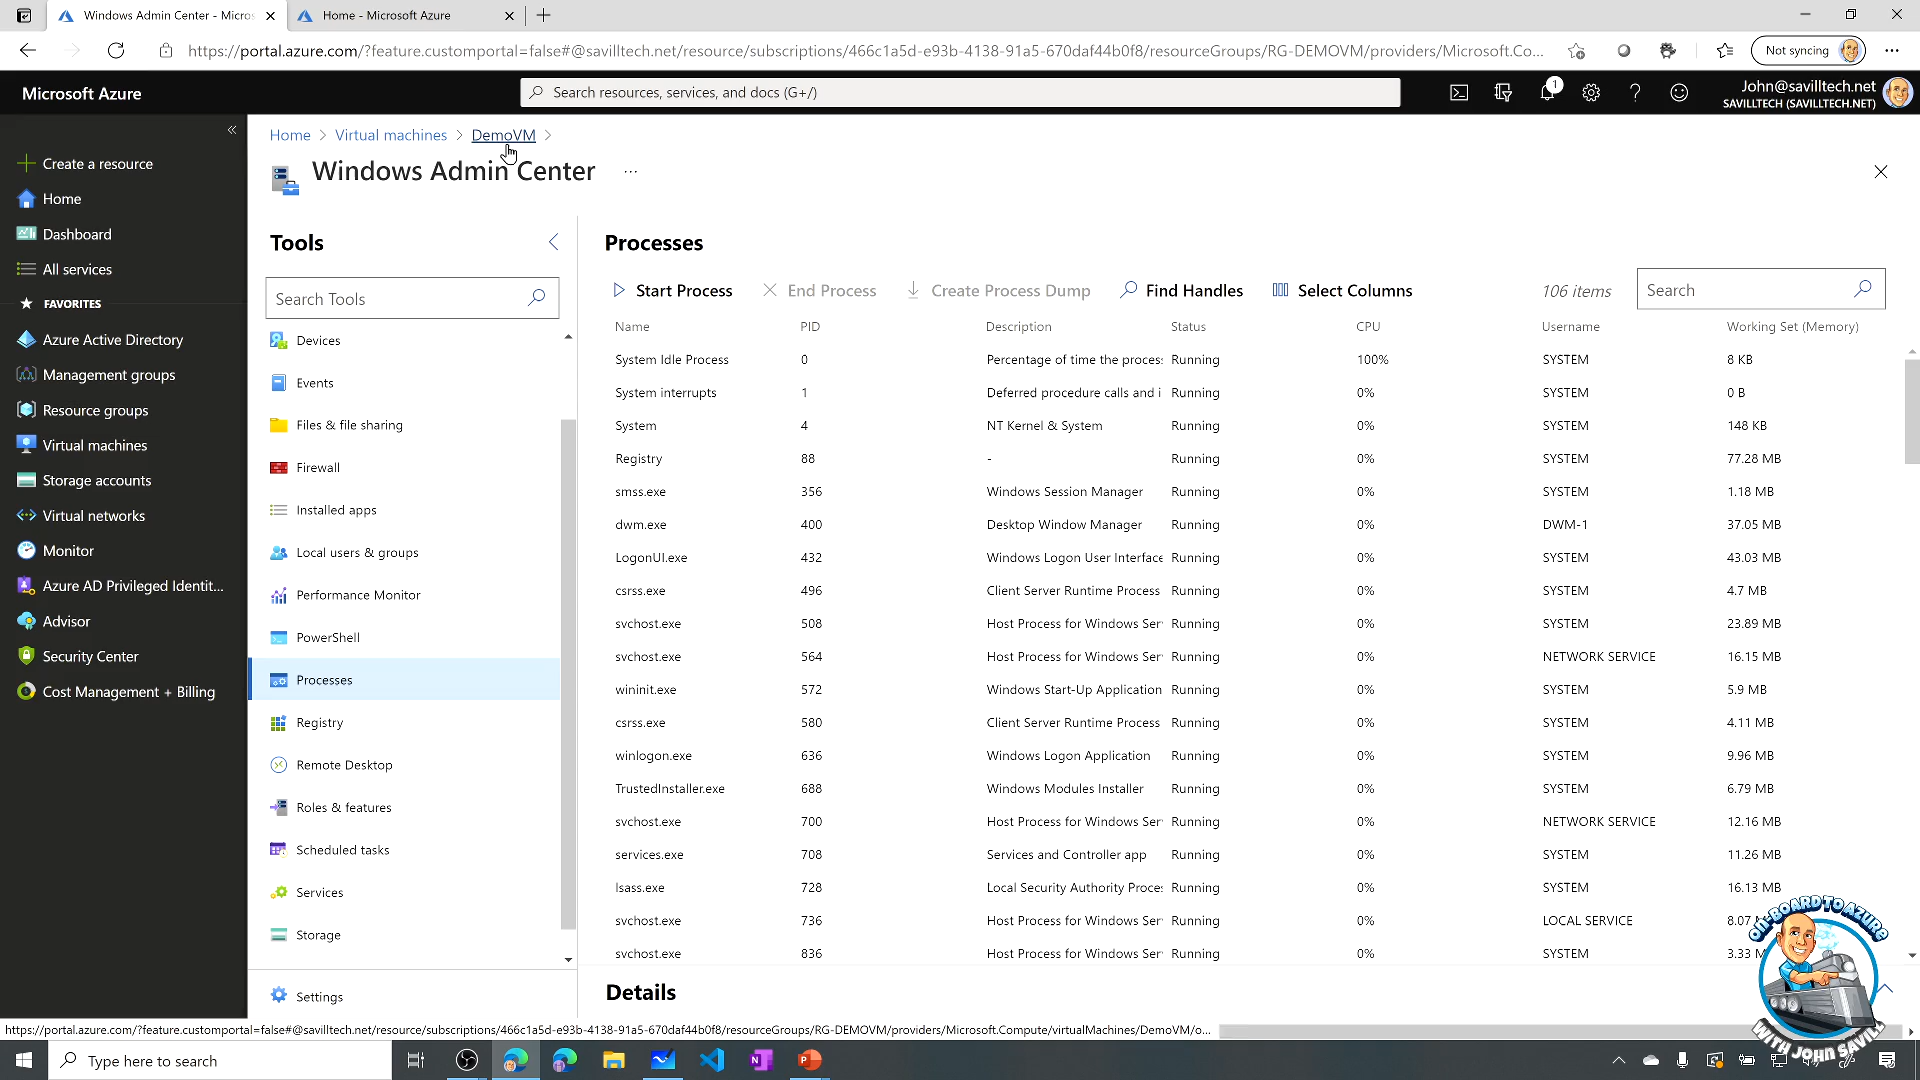 Windows Admin Center - Micros
Home - Microsoft Azure
https://portal.azure.com/?feature.customportal=false#@savilltech.net/resource/subscriptions/466c1a5d-e93b-4138-91a5-670daf44b0f8/resourceGroups/RG-DEMOVM/providers/Microsoft.Co...
Not syncing
Microsoft Azure
Search resources, services, and docs (G+/)
1
John@savilltech.net
SAVILLTECH (SAVILLTECH.NET)
Create a resource
Home
Dashboard
All services
FAVORITES
Azure Active Directory
Management groups
Resource groups
Virtual machines
Storage accounts
Virtual networks
Monitor
Azure AD Privileged Identit...
Advisor
Security Center
Cost Management + Billing
Home > Virtual machines > DemoVM >
Windows Admin Center ...
Tools
Search Tools
Devices
Events
Files & file sharing
Firewall
Installed apps
Local users & groups
Performance Monitor
PowerShell
Processes
Registry
Remote Desktop
Roles & features
Scheduled tasks
Services
Storage
Settings
Processes
Start Process End Process Create Process Dump Find Handles Select Columns 106 items Search
Name PID Description Status CPU Username Working Set (Memory)
System Idle Process 0 Percentage of time the proces: Running 100% SYSTEM 8 KB
System interrupts 1 Deferred procedure calls and i Running 0% SYSTEM 0 B
System 4 NT Kernel & System Running 0% SYSTEM 148 KB
Registry 88 - Running 0% SYSTEM 77.28 MB
smss.exe 356 Windows Session Manager Running 0% SYSTEM 1.18 MB
dwm.exe 400 Desktop Window Manager Running 0% DWM-1 37.05 MB
LogonUI.exe 432 Windows Logon User Interface Running 0% SYSTEM 43.03 MB
csrss.exe 496 Client Server Runtime Process Running 0% SYSTEM 4.7 MB
svchost.exe 508 Host Process for Windows Ser Running 0% SYSTEM 23.89 MB
svchost.exe 564 Host Process for Windows Ser Running 0% NETWORK SERVICE 16.15 MB
wininit.exe 572 Windows Start-Up Application Running 0% SYSTEM 5.9 MB
csrss.exe 580 Client Server Runtime Process Running 0% SYSTEM 4.11 MB
winlogon.exe 636 Windows Logon Application Running 0% SYSTEM 9.96 MB
TrustedInstaller.exe 688 Windows Modules Installer Running 0% SYSTEM 6.79 MB
svchost.exe 700 Host Process for Windows Ser Running 0% NETWORK SERVICE 12.16 MB
services.exe 708 Services and Controller app Running 0% SYSTEM 11.26 MB
lsass.exe 728 Local Security Authority Proces Running 0% SYSTEM 16.13 MB
svchost.exe 736 Host Process for Windows Ser Running 0% LOCAL SERVICE 8.07
svchost.exe 836 Host Process for Windows Ser Running 0% SYSTEM 3.33 M
Details
ON-BOARD TO AZURE
WITH JOHN SAVILL
https://portal.azure.com/?feature.customportal=false#@savilltech.net/resource/subscriptions/466c1a5d-e93b-4138-91a5-670daf44b0f8/resourceGroups/RG-DEMOVM/providers/Microsoft.Compute/virtualMachines/DemoVM/o...
Type here to search